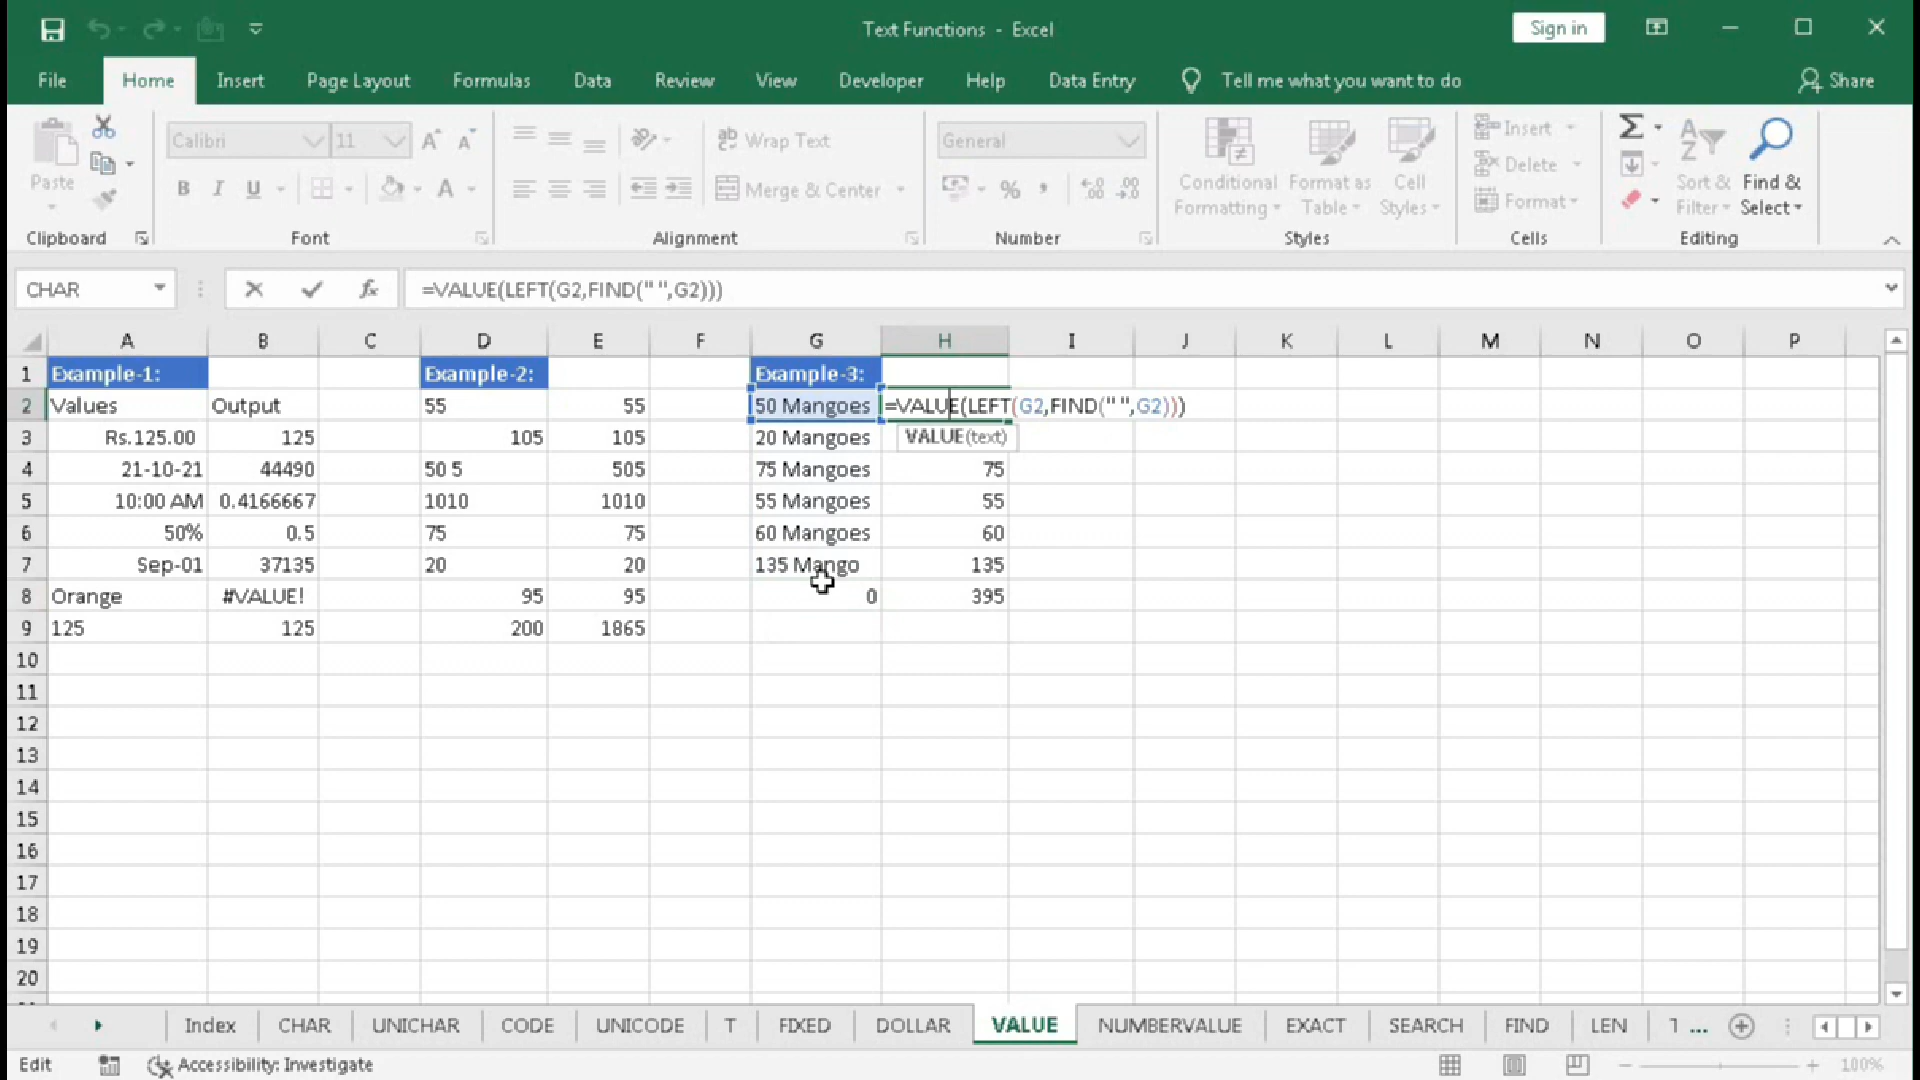 Text Functions - Excel
Sign in
File Home Insert Page Layout Formulas Data Review View Developer Help Data Entry Tell me what you want to do Share
Paste
Calibri 11
B I U A
ab Wrap Text
Merge & Center
General
%
Conditional Formatting
Format as Table
Cell Styles
Insert
Delete
Format
Sort & Filter
Find & Select
Clipboard Font Alignment Number Styles Cells Editing
CHAR fx =VALUE(LEFT(G2,FIND(" ",G2)))
A B C D E F G H I J K L M N O P
1 Example-1: Example-2: Example-3:
2 Values Output 55 55 50 Mangoes =VALUE(LEFT(G2,FIND(" ",G2)))
3 Rs.125.00 125 105 105 20 Mangoes VALUE(text)
4 21-10-21 44490 50 5 505 75 Mangoes 75
5 10:00 AM 0.4166667 1010 1010 55 Mangoes 55
6 50% 0.5 75 75 60 Mangoes 60
7 Sep-01 37135 20 20 135 Mango 135
8 Orange #VALUE! 95 95 0 395
9 125 125 200 1865
10
11
12
13
14
15
16
17
18
19
20
Index CHAR UNICHAR CODE UNICODE T FIXED DOLLAR VALUE NUMBERVALUE EXACT SEARCH FIND LEN T ...
Edit Accessibility: Investigate 100%